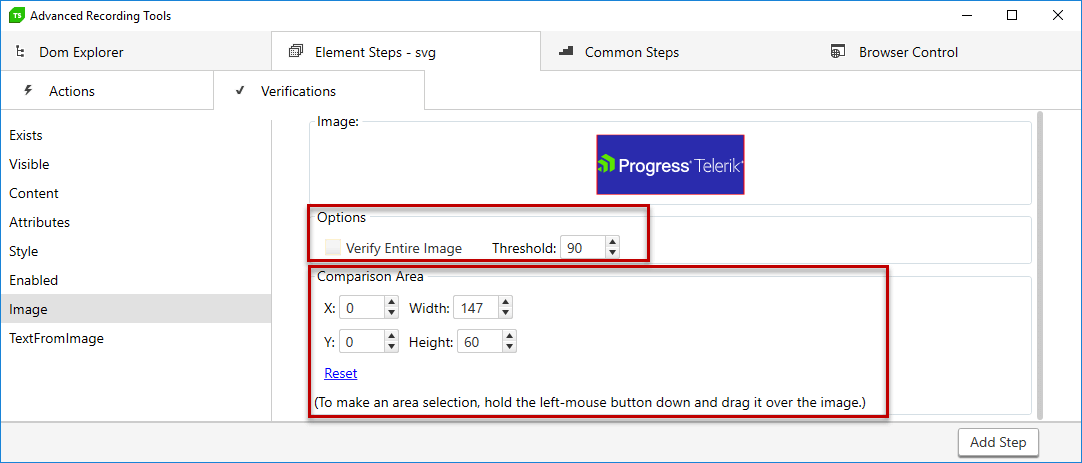 TS Advanced Recording Tools
Dom Explorer Element Steps - svg Common Steps Browser Control
Actions Verifications
Exists
Visible
Content
Attributes
Style
Enabled
Image
TextFromImage
Image:
Progress® Telerik®
Options
Verify Entire Image Threshold: 90
Comparison Area
X: 0 Width: 147
Y: 0 Height: 60
Reset
(To make an area selection, hold the left-mouse button down and drag it over the image.)
Add Step